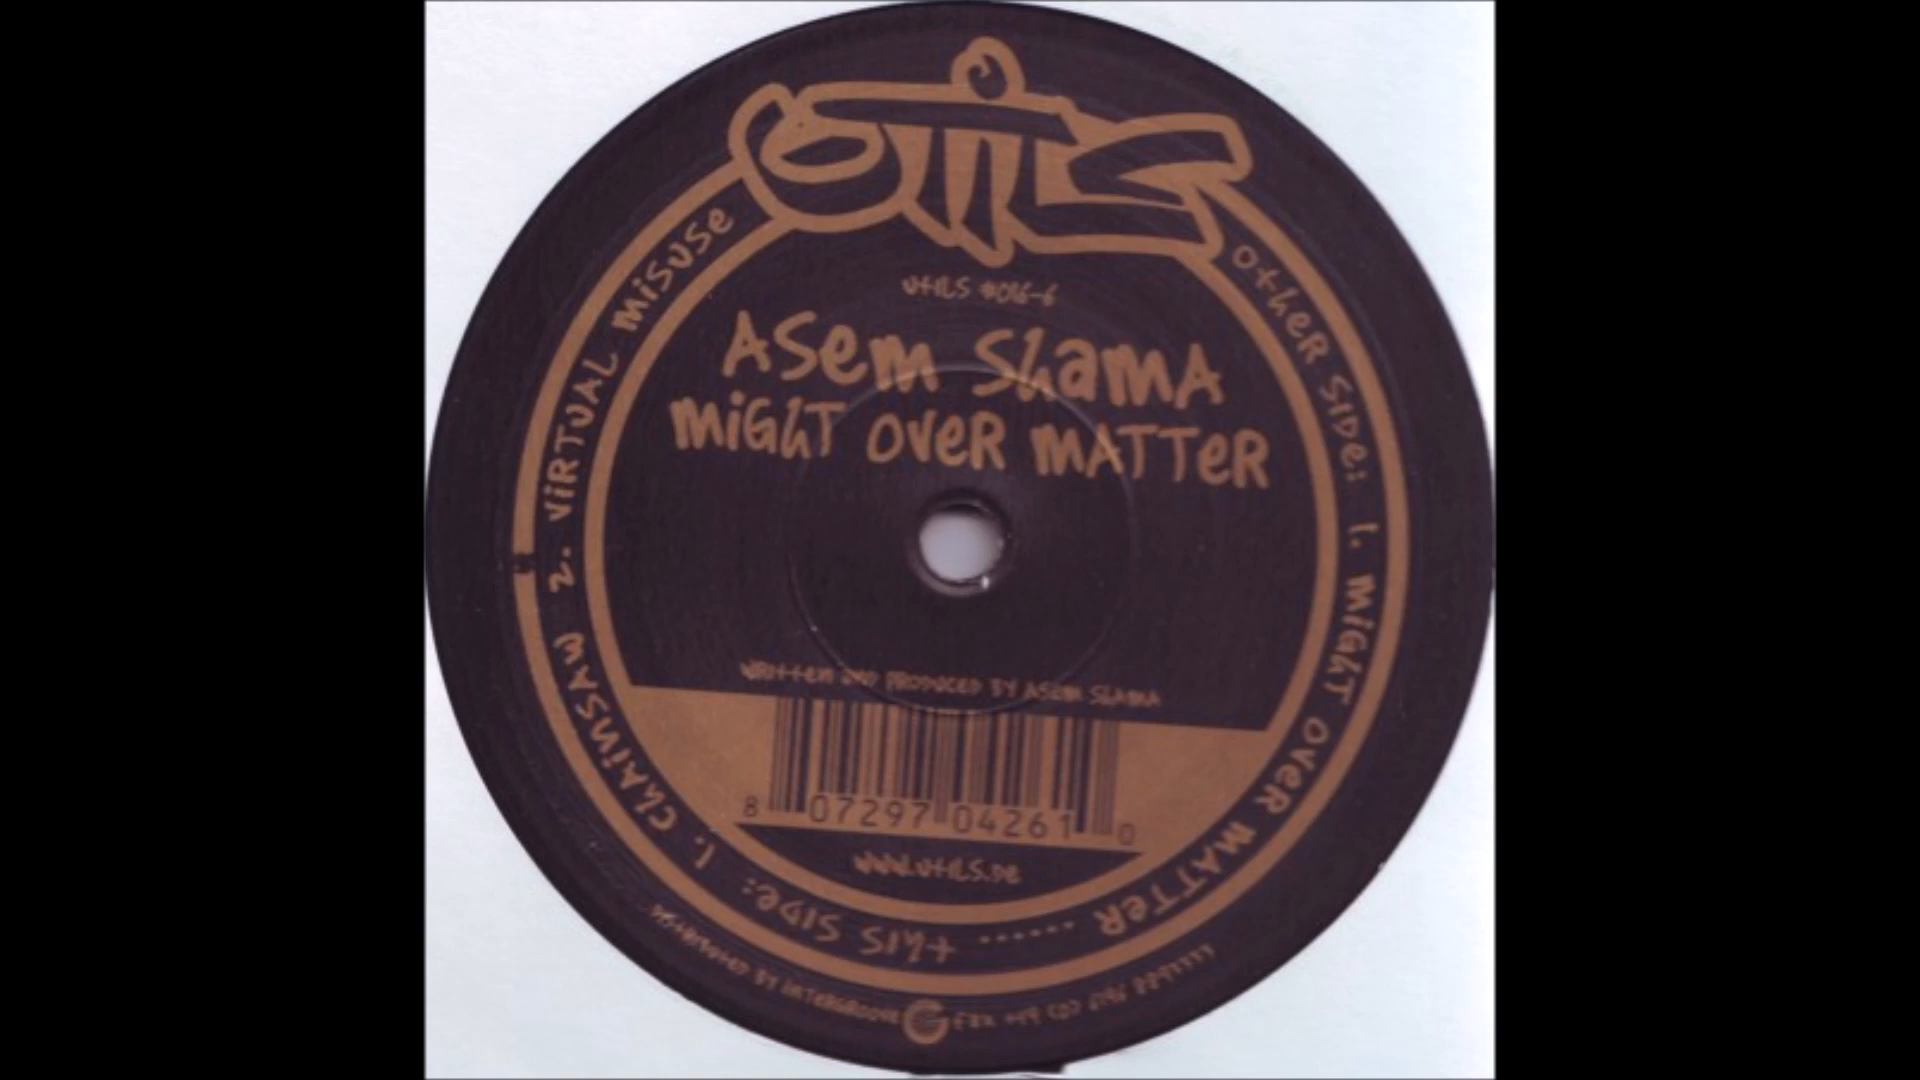 UTILS
UTILS #016-6
ASem SHamA
MiGhT OVeR MATTeR
WRITTeN AND PRODUCED BY ASem SHamA
8 07297 04261 0
WWW.UTILS.De
OTHeR SIDe: 1. MiGhT OVeR MATTeR ......
THIS SIDe: 1. ChAiNSAW 2. ViRTUAL MiSUSe
BY INTERGROOVE